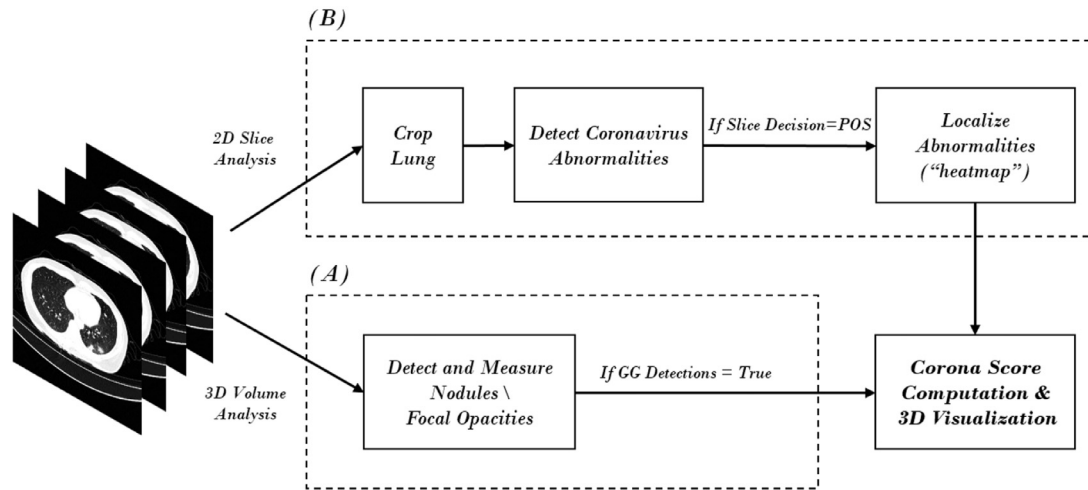 (B)
2D Slice
Analysis
Crop
Lung
Detect Coronavirus
Abnormalities
If Slice Decision=POS
Localize
Abnormalities
(“heatmap”)
(A)
3D Volume
Analysis
Detect and Measure
Nodules \
Focal Opacities
If GG Detections = True
Corona Score
Computation &
3D Visualization